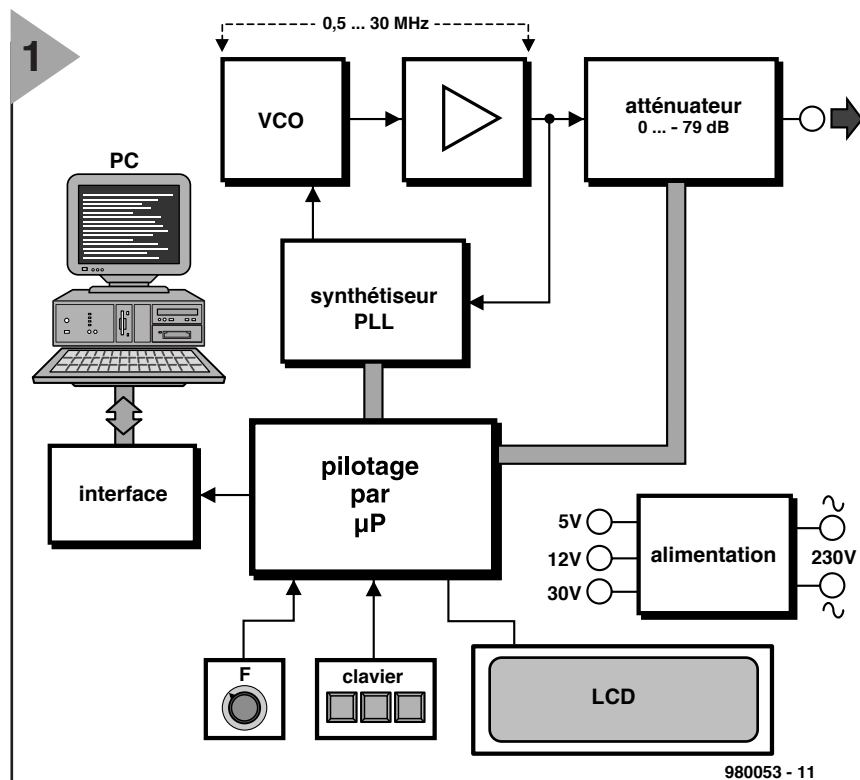 1
0,5 ... 30 MHz
VCO
atténuateur
0 ... - 79 dB
PC
synthétiseur
PLL
pilotage
par
µP
interface
5V
12V
30V
alimentation
230V
F
clavier
LCD
980053 - 11